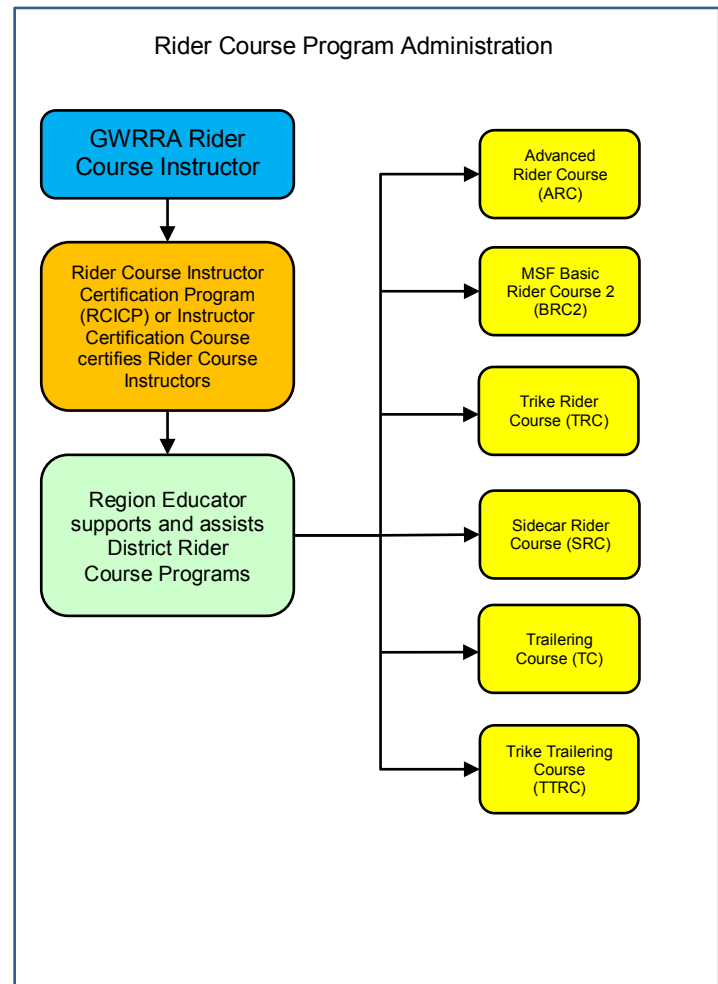 Rider Course Program Administration
GWRRA Rider
Course Instructor
Rider Course Instructor
Certification Program
(RCICP) or Instructor
Certification Course
certifies Rider Course
Instructors
Region Educator
supports and assists
District Rider
Course Programs
Advanced
Rider Course
(ARC)
MSF Basic
Rider Course 2
(BRC2)
Trike Rider
Course (TRC)
Sidecar Rider
Course (SRC)
Trailering
Course (TC)
Trike Trailering
Course
(TTRC)